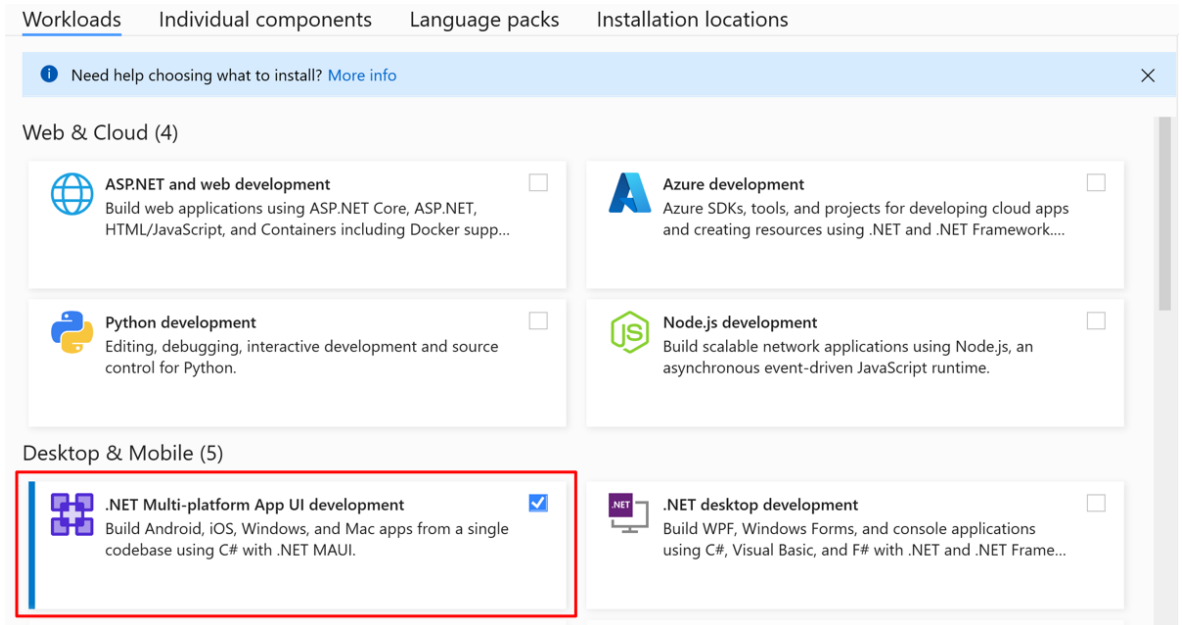 Workloads Individual components Language packs Installation locations
Need help choosing what to install? More info
Web & Cloud (4)
ASP.NET and web development
Build web applications using ASP.NET Core, ASP.NET,
HTML/JavaScript, and Containers including Docker supp...
Azure development
Azure SDKs, tools, and projects for developing cloud apps
and creating resources using .NET and .NET Framework....
Python development
Editing, debugging, interactive development and source
control for Python.
JS
Node.js development
Build scalable network applications using Node.js, an
asynchronous event-driven JavaScript runtime.
Desktop & Mobile (5)
.NET Multi-platform App UI development
Build Android, iOS, Windows, and Mac apps from a single
codebase using C# with .NET MAUI.
.NET
.NET desktop development
Build WPF, Windows Forms, and console applications
using C#, Visual Basic, and F# with .NET and .NET Frame...